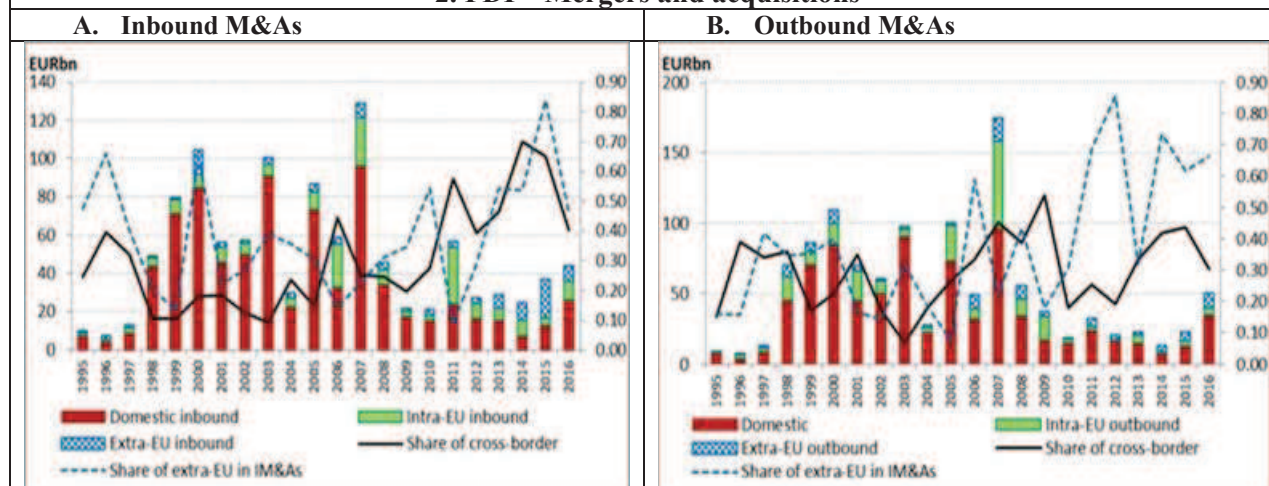 A. Inbound M&As
B. Outbound M&As
EURbn
140
120
100
80
60
40
20
0
0.90
0.80
0.70
0.60
0.50
0.40
0.30
0.20
0.10
0.00
1995 1996 1997 1998 1999 2000 2001 2002 2003 2004 2005 2006 2007 2008 2009 2010 2011 2012 2013 2014 2015 2016
Domestic inbound Intra-EU inbound
Extra-EU inbound Share of cross-border
Share of extra-EU in IM&As
EURbn
200
150
100
50
0
0.90
0.80
0.70
0.60
0.50
0.40
0.30
0.20
0.10
0.00
1995 1996 1997 1998 1999 2000 2001 2002 2003 2004 2005 2006 2007 2008 2009 2010 2011 2012 2013 2014 2015 2016
Domestic Intra-EU outbound
Extra-EU outbound Share of cross-border
Share of extra-EU in IM&As